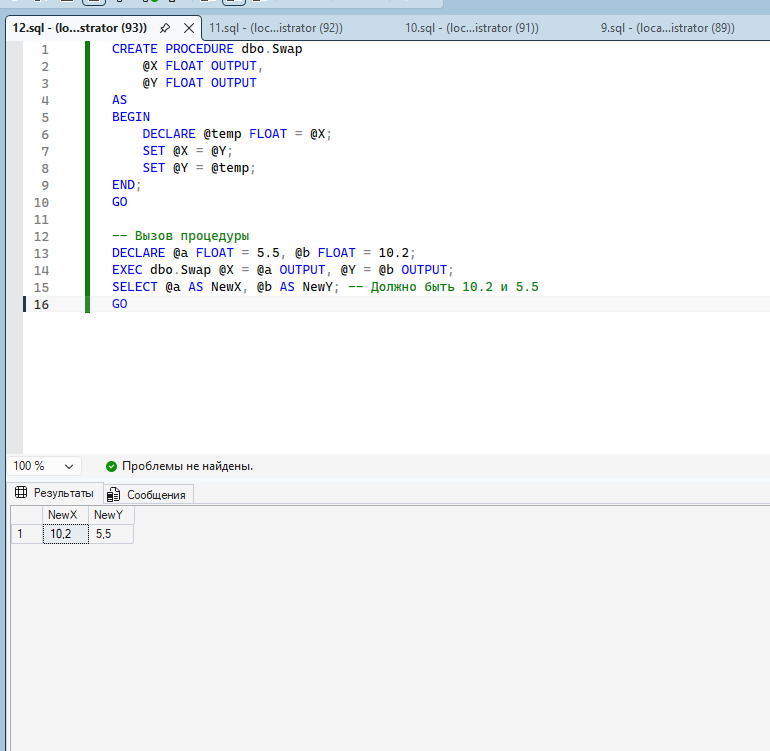 12.sql - (lo...strator (93)) 11.sql - (loc...istrator (92)) 10.sql - (loc...istrator (91)) 9.sql - (loca...istrator (89))
1 CREATE PROCEDURE dbo.Swap
2 @X FLOAT OUTPUT,
3 @Y FLOAT OUTPUT
4 AS
5 BEGIN
6 DECLARE @temp FLOAT = @X;
7 SET @X = @Y;
8 SET @Y = @temp;
9 END;
10 GO
11
12 -- Вызов процедуры
13 DECLARE @a FLOAT = 5.5, @b FLOAT = 10.2;
14 EXEC dbo.Swap @X = @a OUTPUT, @Y = @b OUTPUT;
15 SELECT @a AS NewX, @b AS NewY; -- Должно быть 10.2 и 5.5
16 GO
100 % Проблемы не найдены.
Результаты Сообщения
NewX NewY
1 10,2 5,5